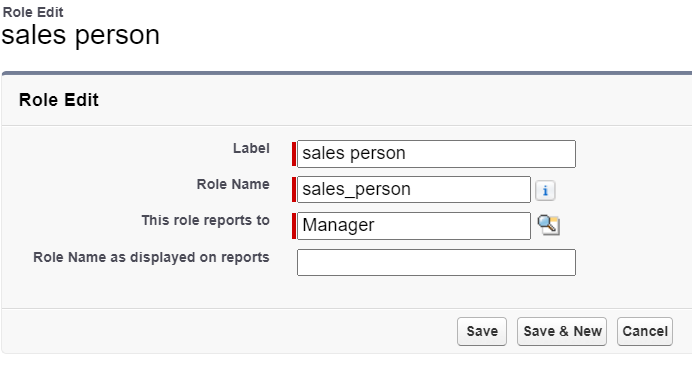 Role Edit
sales person
Role Edit
Label sales person
Role Name sales_person i
This role reports to Manager
Role Name as displayed on reports
Save Save & New Cancel